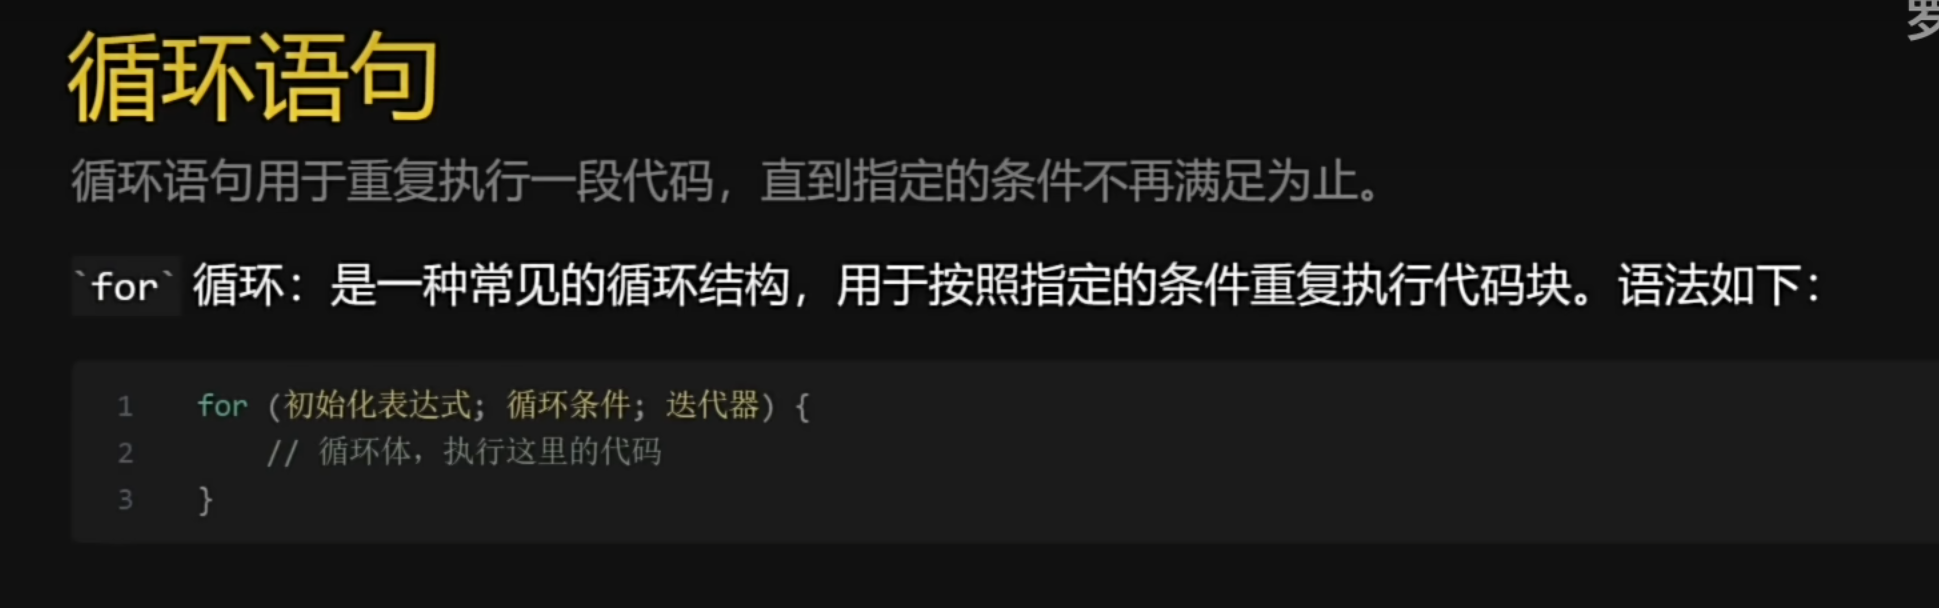 循环语句
循环语句用于重复执行一段代码，直到指定的条件不再满足为止。
`for` 循环：是一种常见的循环结构，用于按照指定的条件重复执行代码块。语法如下：
1 for (初始化表达式; 循环条件; 迭代器) {
2 // 循环体，执行这里的代码
3 }